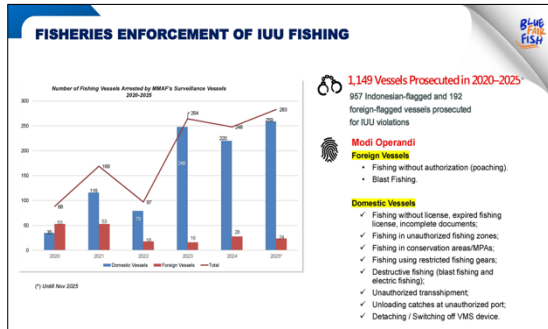 FISHERIES ENFORCEMENT OF IUU FISHING
BLUE
FAIR
FISH
Number of Fishing Vessels Arrested by MMAF's Surveillance Vessels
2020-2025
300
250
200
150
100
50
0
88
169
97
264
248
283
53
116
53
79
18
248
16
220
28
259
24
2020
2021
2022
2023
2024
2025*
Domestic Vessels
Foreign Vessels
Total
(*) Until Nov 2025
1,149 Vessels Prosecuted in 2020–2025*
957 Indonesian-flagged and 192
foreign-flagged vessels prosecuted
for IUU violations
Modi Operandi
Foreign Vessels
• Fishing without authorization (poaching).
• Blast Fishing.
Domestic Vessels
✓ Fishing without license, expired fishing
license, incomplete documents;
✓ Fishing in unauthorized fishing zones;
✓ Fishing in conservation areas/MPAs;
✓ Fishing using restricted fishing gears;
✓ Destructive fishing (blast fishing and
electric fishing);
✓ Unauthorized transshipment;
✓ Unloading catches at unauthorized port;
✓ Detaching / Switching off VMS device.